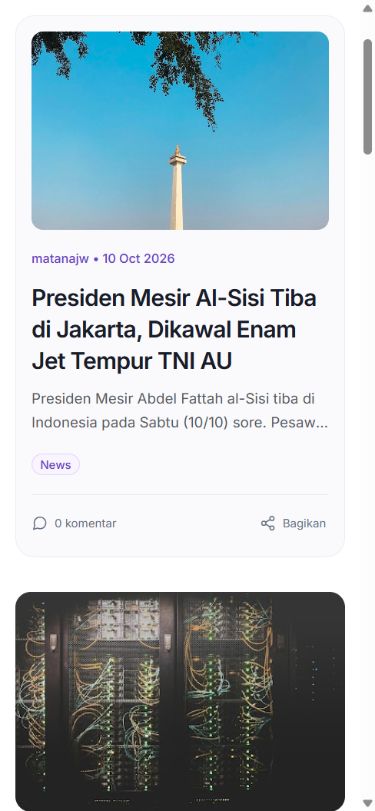 matanajw • 10 Oct 2026
Presiden Mesir Al-Sisi Tiba
di Jakarta, Dikawal Enam
Jet Tempur TNI AU
Presiden Mesir Abdel Fattah al-Sisi tiba di
Indonesia pada Sabtu (10/10) sore. Pesaw...
News
0 komentar
Bagikan